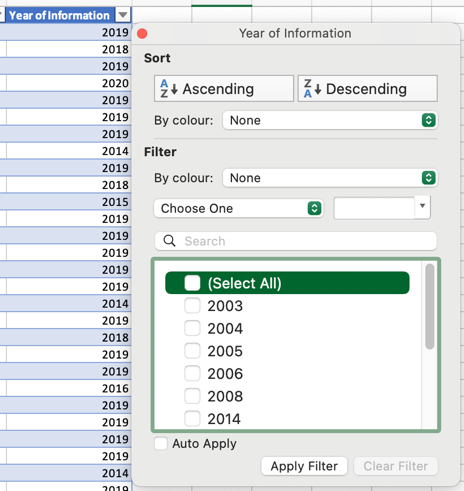 Year of Information
2019
2018
2019
2020
2019
2019
2019
2014
2019
2018
2015
2019
2019
2019
2019
2019
2014
2019
2018
2019
2019
2016
2019
2019
2019
2019
2014
2019
Year of Information
Sort
A Z Ascending
Z A Descending
By colour: None
Filter
By colour: None
Choose One
Search
(Select All)
2003
2004
2005
2006
2008
2014
Auto Apply
Apply Filter Clear Filter